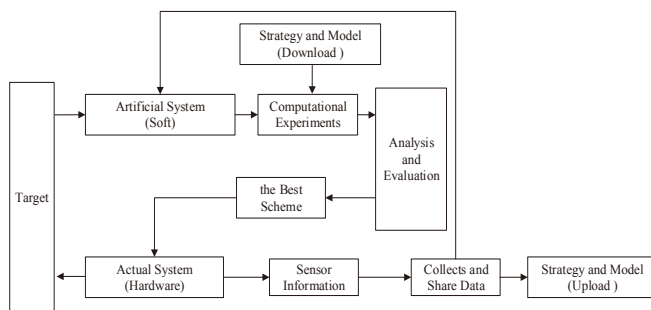 Strategy and Model
(Download )
Artificial System
(Soft)
Computational
Experiments
Analysis
and
Evaluation
Target
the Best
Scheme
Actual System
(Hardware)
Sensor
Information
Collects and
Share Data
Strategy and Model
(Upload )